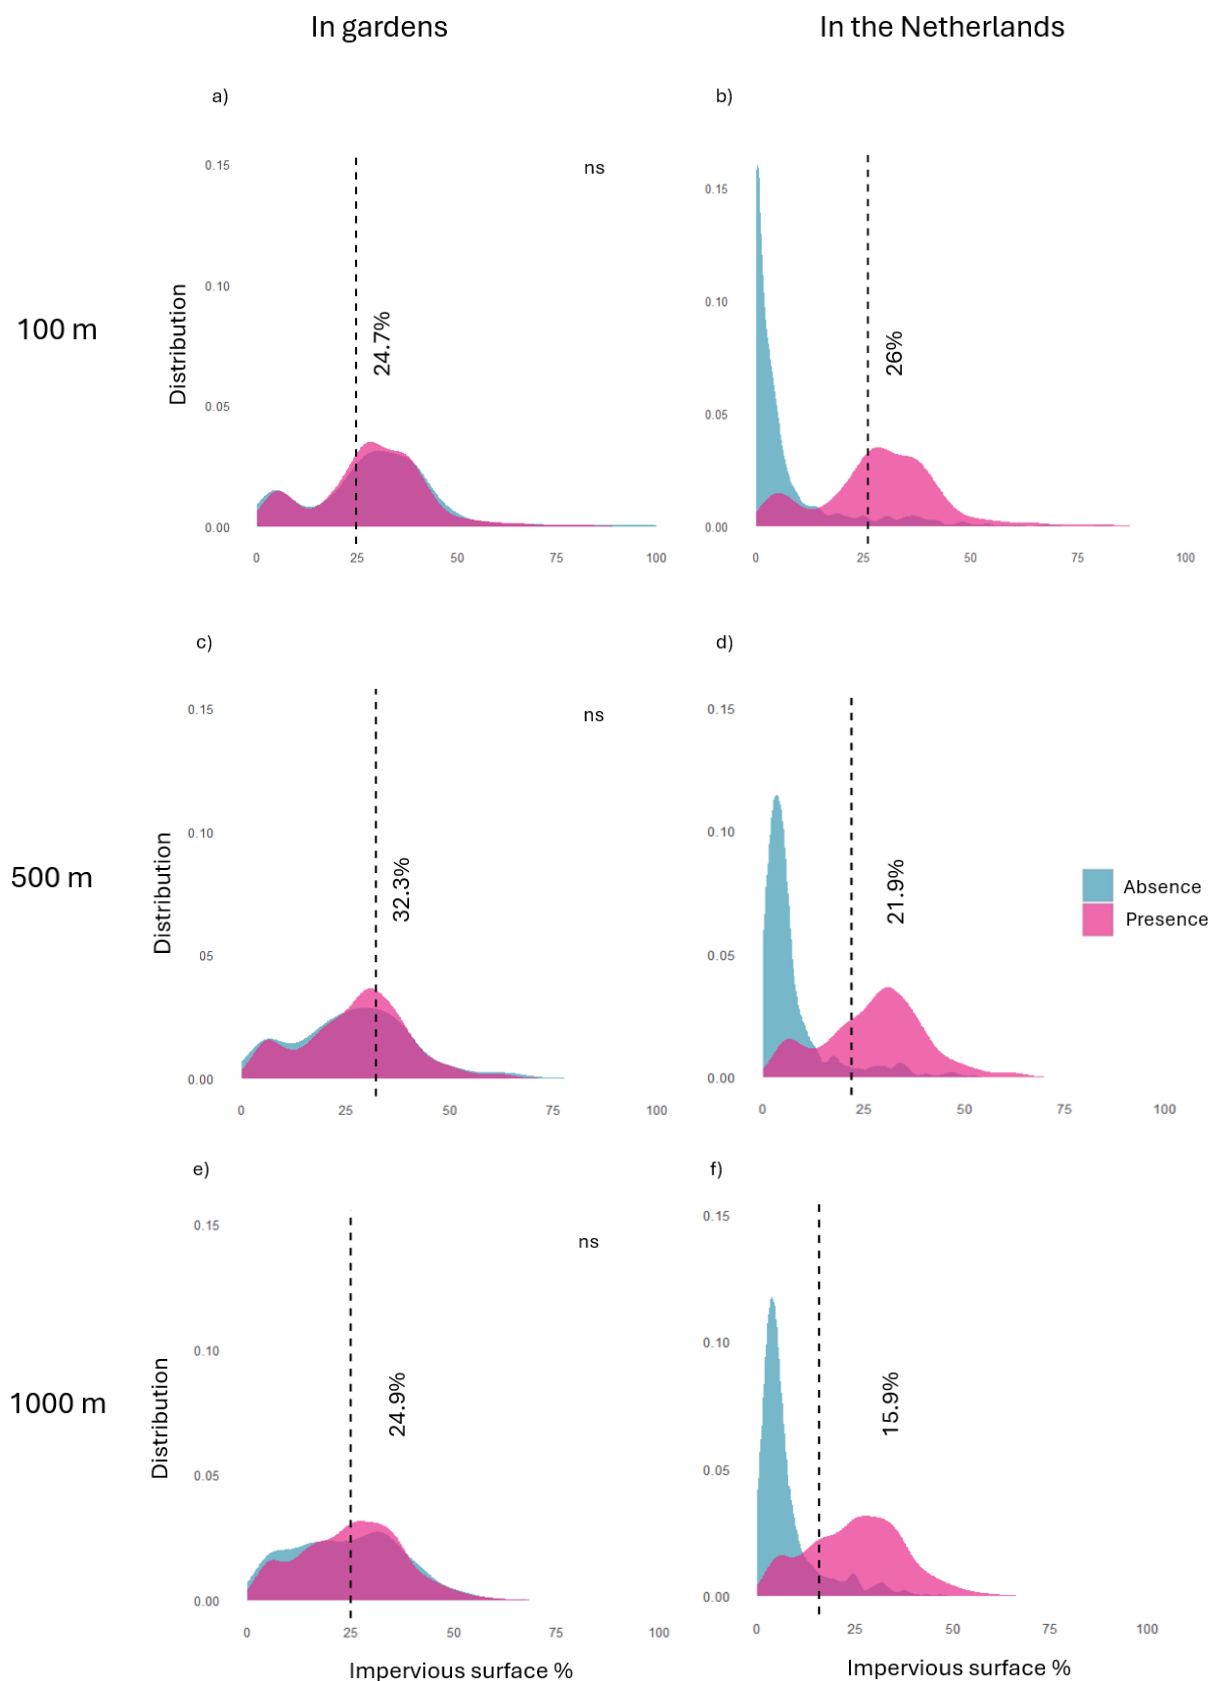 In gardens
In the Netherlands
a)
b)
0.15
ns
0.15
0.10
0.10
100 m
Distribution
24.7%
26%
0.05
0.05
0.00
0.00
0 25 50 75 100
0 25 50 75 100
c)
d)
0.15
ns
0.15
0.10
0.10
500 m
Distribution
32.3%
21.9%
Absence
Presence
05
0.05
0.00
0.00
0 25 50 75 100
0 25 50 75 100
e)
f)
0.15
ns
0.15
0.10
0.10
1000 m
Distribution
24.9%
15.9%
0.05
0.05
0.00
0.00
0 25 50 75 100
0 25 50 75 100
Impervious surface %
Impervious surface %